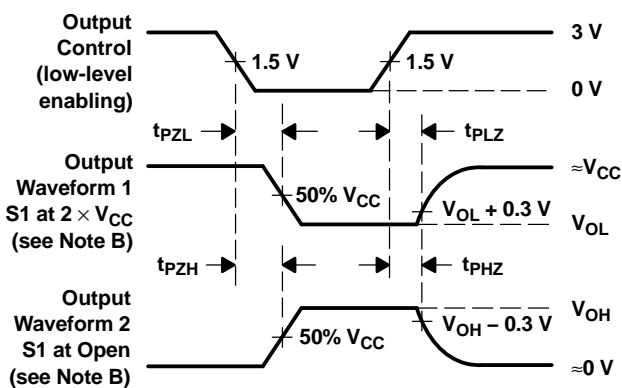 Output
Control
(low-level
enabling)
3 V
1.5 V
1.5 V
0 V
tPZL
tPLZ
Output
Waveform 1
S1 at 2 × VCC
(see Note B)
≈VCC
50% VCC
VOL + 0.3 V
VOL
tPZH
tPHZ
Output
Waveform 2
S1 at Open
(see Note B)
VOH
50% VCC
VOH − 0.3 V
≈0 V